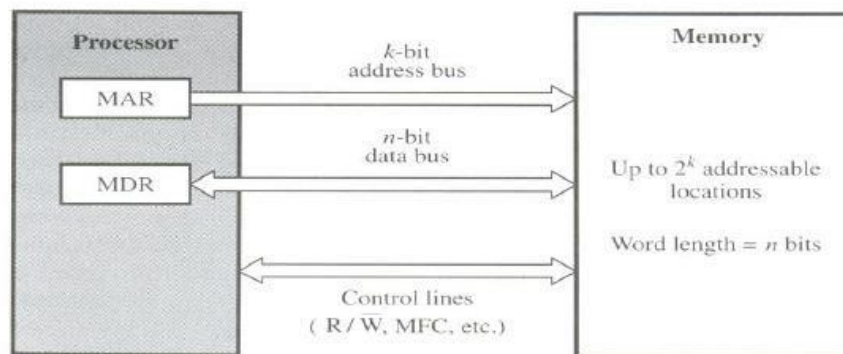 Processor
Memory
k-bit
address bus
MAR
n-bit
data bus
MDR
Up to 2^k addressable
locations
Word length = n bits
Control lines
( R / W̅, MFC, etc.)